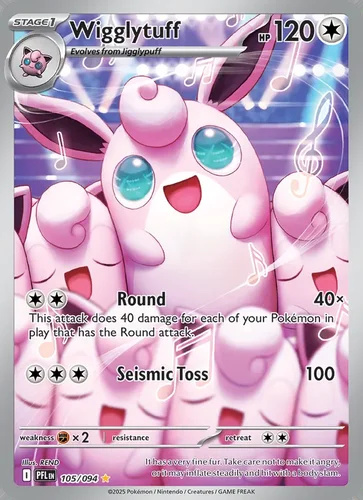 STAGE 1
Wigglytuff
HP 120
Evolves from Jigglypuff
Round 40×
This attack does 40 damage for each of your Pokémon in
play that has the Round attack.
Seismic Toss 100
weakness ×2 resistance retreat
Illus. REND
I PFL EN 105/094
It has a very fine fur. Take care not to make it angry,
or it may inflate steadily and hit with a body slam.
©2025 Pokémon / Nintendo / Creatures / GAME FREAK